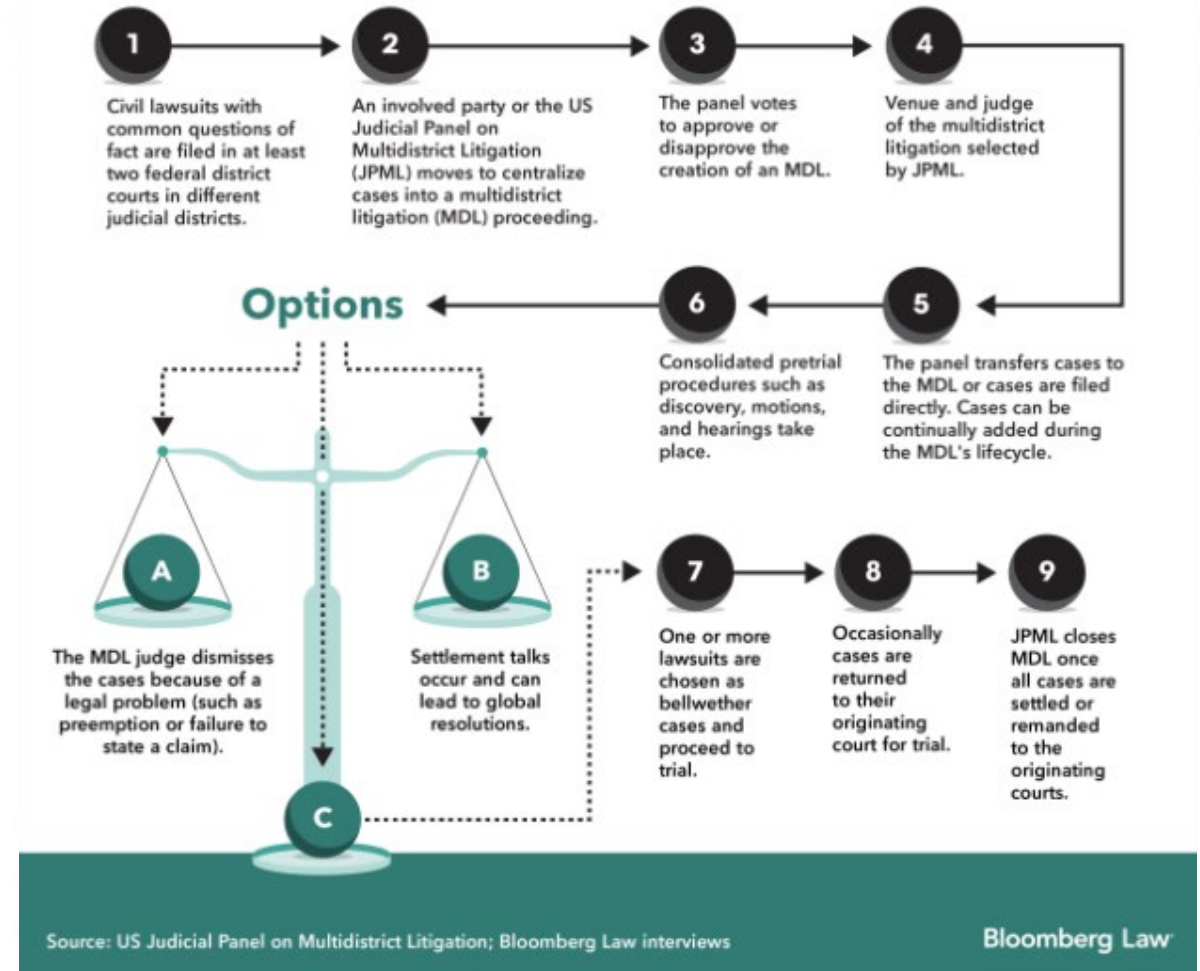 1
Civil lawsuits with
common questions of
fact are filed in at least
two federal district
courts in different
judicial districts.
2
An involved party or the US
Judicial Panel on
Multidistrict Litigation
(JPML) moves to centralize
cases into a multidistrict
litigation (MDL) proceeding.
3
The panel votes
to approve or
disapprove the
creation of an MDL.
4
Venue and judge
of the multidistrict
litigation selected
by JPML.
5
The panel transfers cases to
the MDL or cases are filed
directly. Cases can be
continually added during
the MDL's lifecycle.
6
Consolidated pretrial
procedures such as
discovery, motions,
and hearings take
place.
Options
A
The MDL judge dismisses
the cases because of a
legal problem (such as
preemption or failure to
state a claim).
B
Settlement talks
occur and can
lead to global
resolutions.
C
7
One or more
lawsuits are
chosen as
bellwether
cases and
proceed to
trial.
8
Occasionally
cases are
returned
to their
originating
court for trial.
9
JPML closes
MDL once
all cases are
settled or
remanded
to the
originating
courts.
Source: US Judicial Panel on Multidistrict Litigation; Bloomberg Law interviews
Bloomberg Law